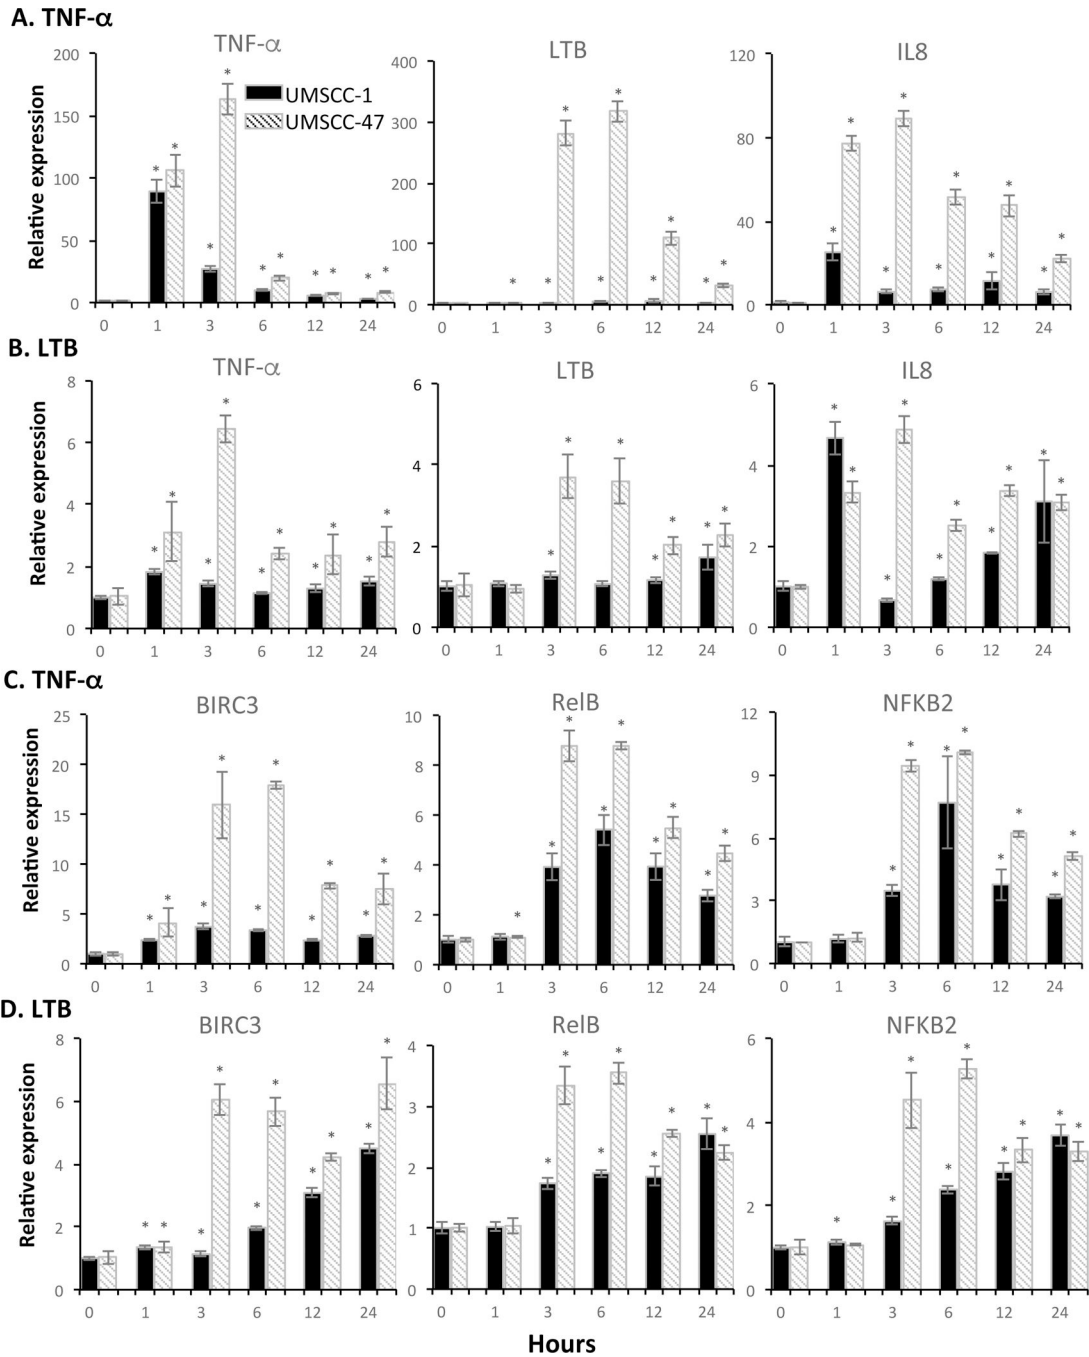 A. TNF-α
TNF-α
LTB
IL8
Relative expression
UMSCC-1
UMSCC-47
200
150
100
50
0
0 1 3 6 12 24
400
300
200
100
0
0 1 3 6 12 24
120
80
40
0
0 1 3 6 12 24
B. LTB
TNF-α
LTB
IL8
Relative expression
8
6
4
2
0
0 1 3 6 12 24
6
4
2
0
0 1 3 6 12 24
6
4
2
0
0 1 3 6 12 24
C. TNF-α
BIRC3
RelB
NFKB2
Relative expression
25
20
15
10
5
0
0 1 3 6 12 24
10
8
6
4
2
0
0 1 3 6 12 24
12
9
6
3
0
0 1 3 6 12 24
D. LTB
BIRC3
RelB
NFKB2
Relative expression
8
6
4
2
0
0 1 3 6 12 24
4
3
2
1
0
0 1 3 6 12 24
6
4
2
0
0 1 3 6 12 24
Hours